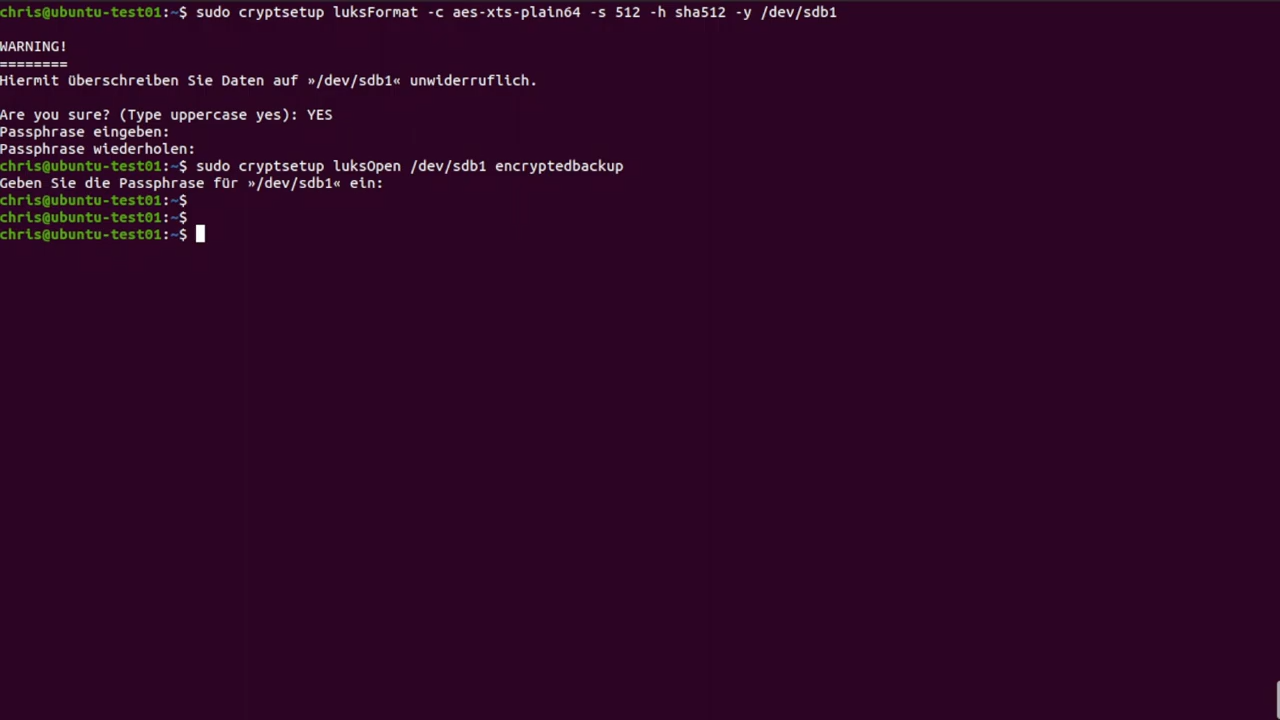 chris@ubuntu-test01:~$ sudo cryptsetup luksFormat -c aes-xts-plain64 -s 512 -h sha512 -y /dev/sdb1
WARNING!
========
Hiermit überschreiben Sie Daten auf »/dev/sdb1« unwiderruflich.
Are you sure? (Type uppercase yes): YES
Passphrase eingeben:
Passphrase wiederholen:
chris@ubuntu-test01:~$ sudo cryptsetup luksOpen /dev/sdb1 encryptedbackup
Geben Sie die Passphrase für »/dev/sdb1« ein:
chris@ubuntu-test01:~$
chris@ubuntu-test01:~$
chris@ubuntu-test01:~$